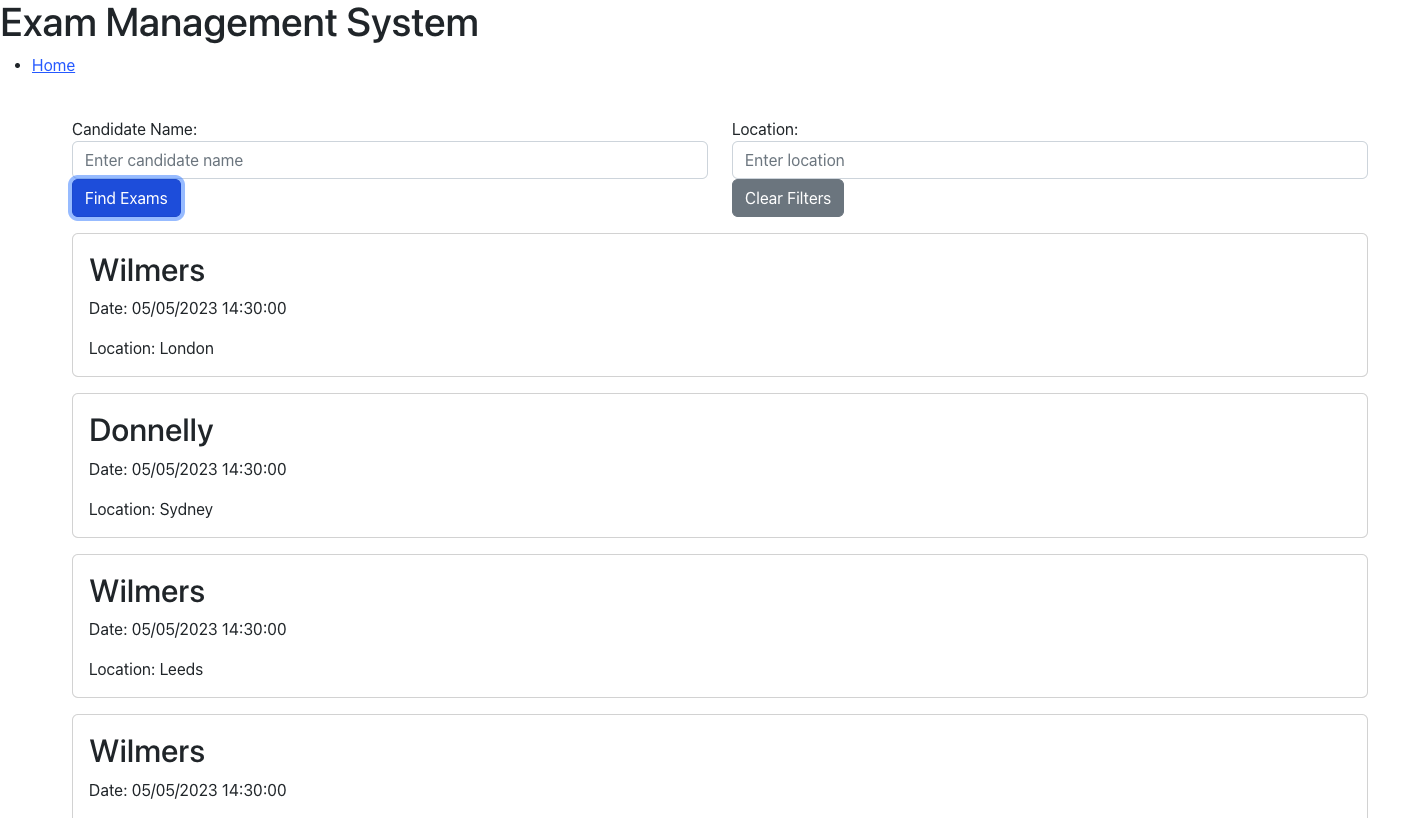 Exam Management System
Home
Candidate Name:
Location:
Enter candidate name
Enter location
Find Exams
Clear Filters
Wilmers
Date: 05/05/2023 14:30:00
Location: London
Donnelly
Date: 05/05/2023 14:30:00
Location: Sydney
Wilmers
Date: 05/05/2023 14:30:00
Location: Leeds
Wilmers
Date: 05/05/2023 14:30:00